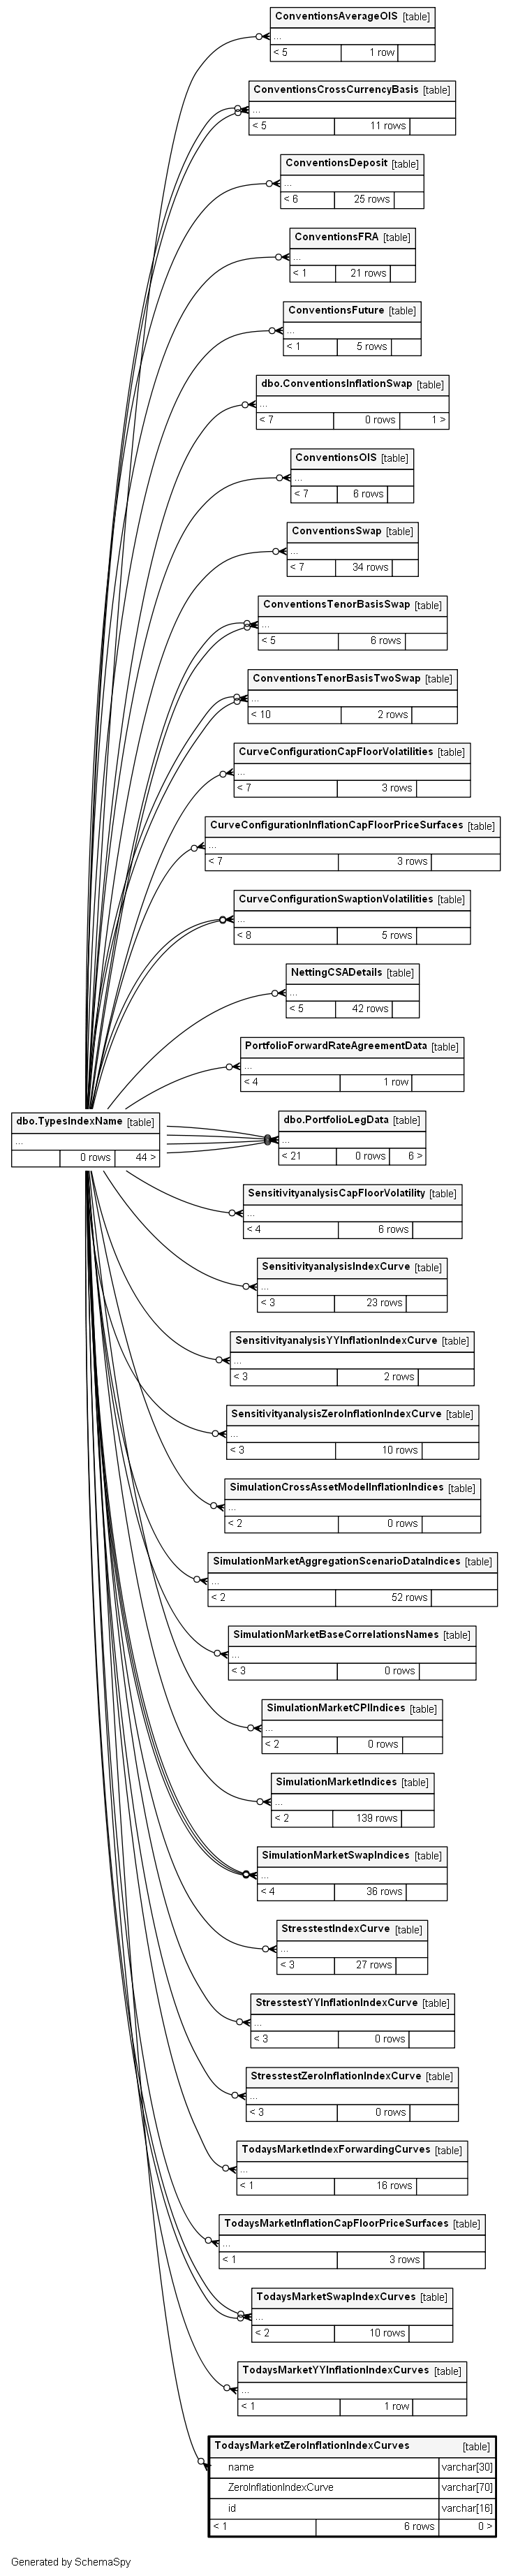 ConventionsAverageOIS [table]
...
< 5 1 row
ConventionsCrossCurrencyBasis [table]
...
< 5 11 rows
ConventionsDeposit [table]
...
< 6 25 rows
ConventionsFRA [table]
...
< 1 21 rows
ConventionsFuture [table]
...
< 1 5 rows
dbo.ConventionsInflationSwap [table]
...
< 7 0 rows 1 >
ConventionsOIS [table]
...
< 7 6 rows
ConventionsSwap [table]
...
< 7 34 rows
ConventionsTenorBasisSwap [table]
...
< 5 6 rows
ConventionsTenorBasisTwoSwap [table]
...
< 10 2 rows
CurveConfigurationCapFloorVolatilities [table]
...
< 7 3 rows
CurveConfigurationInflationCapFloorPriceSurfaces [table]
...
< 7 3 rows
CurveConfigurationSwaptionVolatilities [table]
...
< 8 5 rows
NettingCSADetails [table]
...
< 5 42 rows
PortfolioForwardRateAgreementData [table]
...
< 4 1 row
dbo.TypesIndexName [table]
...
0 rows 44 >
dbo.PortfolioLegData [table]
...
< 21 0 rows 6 >
SensitivityanalysisCapFloorVolatility [table]
...
< 4 6 rows
SensitivityanalysisIndexCurve [table]
...
< 3 23 rows
SensitivityanalysisYYInflationIndexCurve [table]
...
< 3 2 rows
SensitivityanalysisZeroInflationIndexCurve [table]
...
< 3 10 rows
SimulationCrossAssetModelInflationIndices [table]
...
< 2 0 rows
SimulationMarketAggregationScenarioDataIndices [table]
...
< 2 52 rows
SimulationMarketBaseCorrelationsNames [table]
...
< 3 0 rows
SimulationMarketCPIIndices [table]
...
< 2 0 rows
SimulationMarketIndices [table]
...
< 2 139 rows
SimulationMarketSwapIndices [table]
...
< 4 36 rows
StresstestIndexCurve [table]
...
< 3 27 rows
StresstestYYInflationIndexCurve [table]
...
< 3 0 rows
StresstestZeroInflationIndexCurve [table]
...
< 3 0 rows
TodaysMarketIndexForwardingCurves [table]
...
< 1 16 rows
TodaysMarketInflationCapFloorPriceSurfaces [table]
...
< 1 3 rows
TodaysMarketSwapIndexCurves [table]
...
< 2 10 rows
TodaysMarketYYInflationIndexCurves [table]
...
< 1 1 row
TodaysMarketZeroInflationIndexCurves [table]
name varchar[30]
ZeroInflationIndexCurve varchar[70]
id varchar[16]
< 1 6 rows 0 >
Generated by SchemaSpy